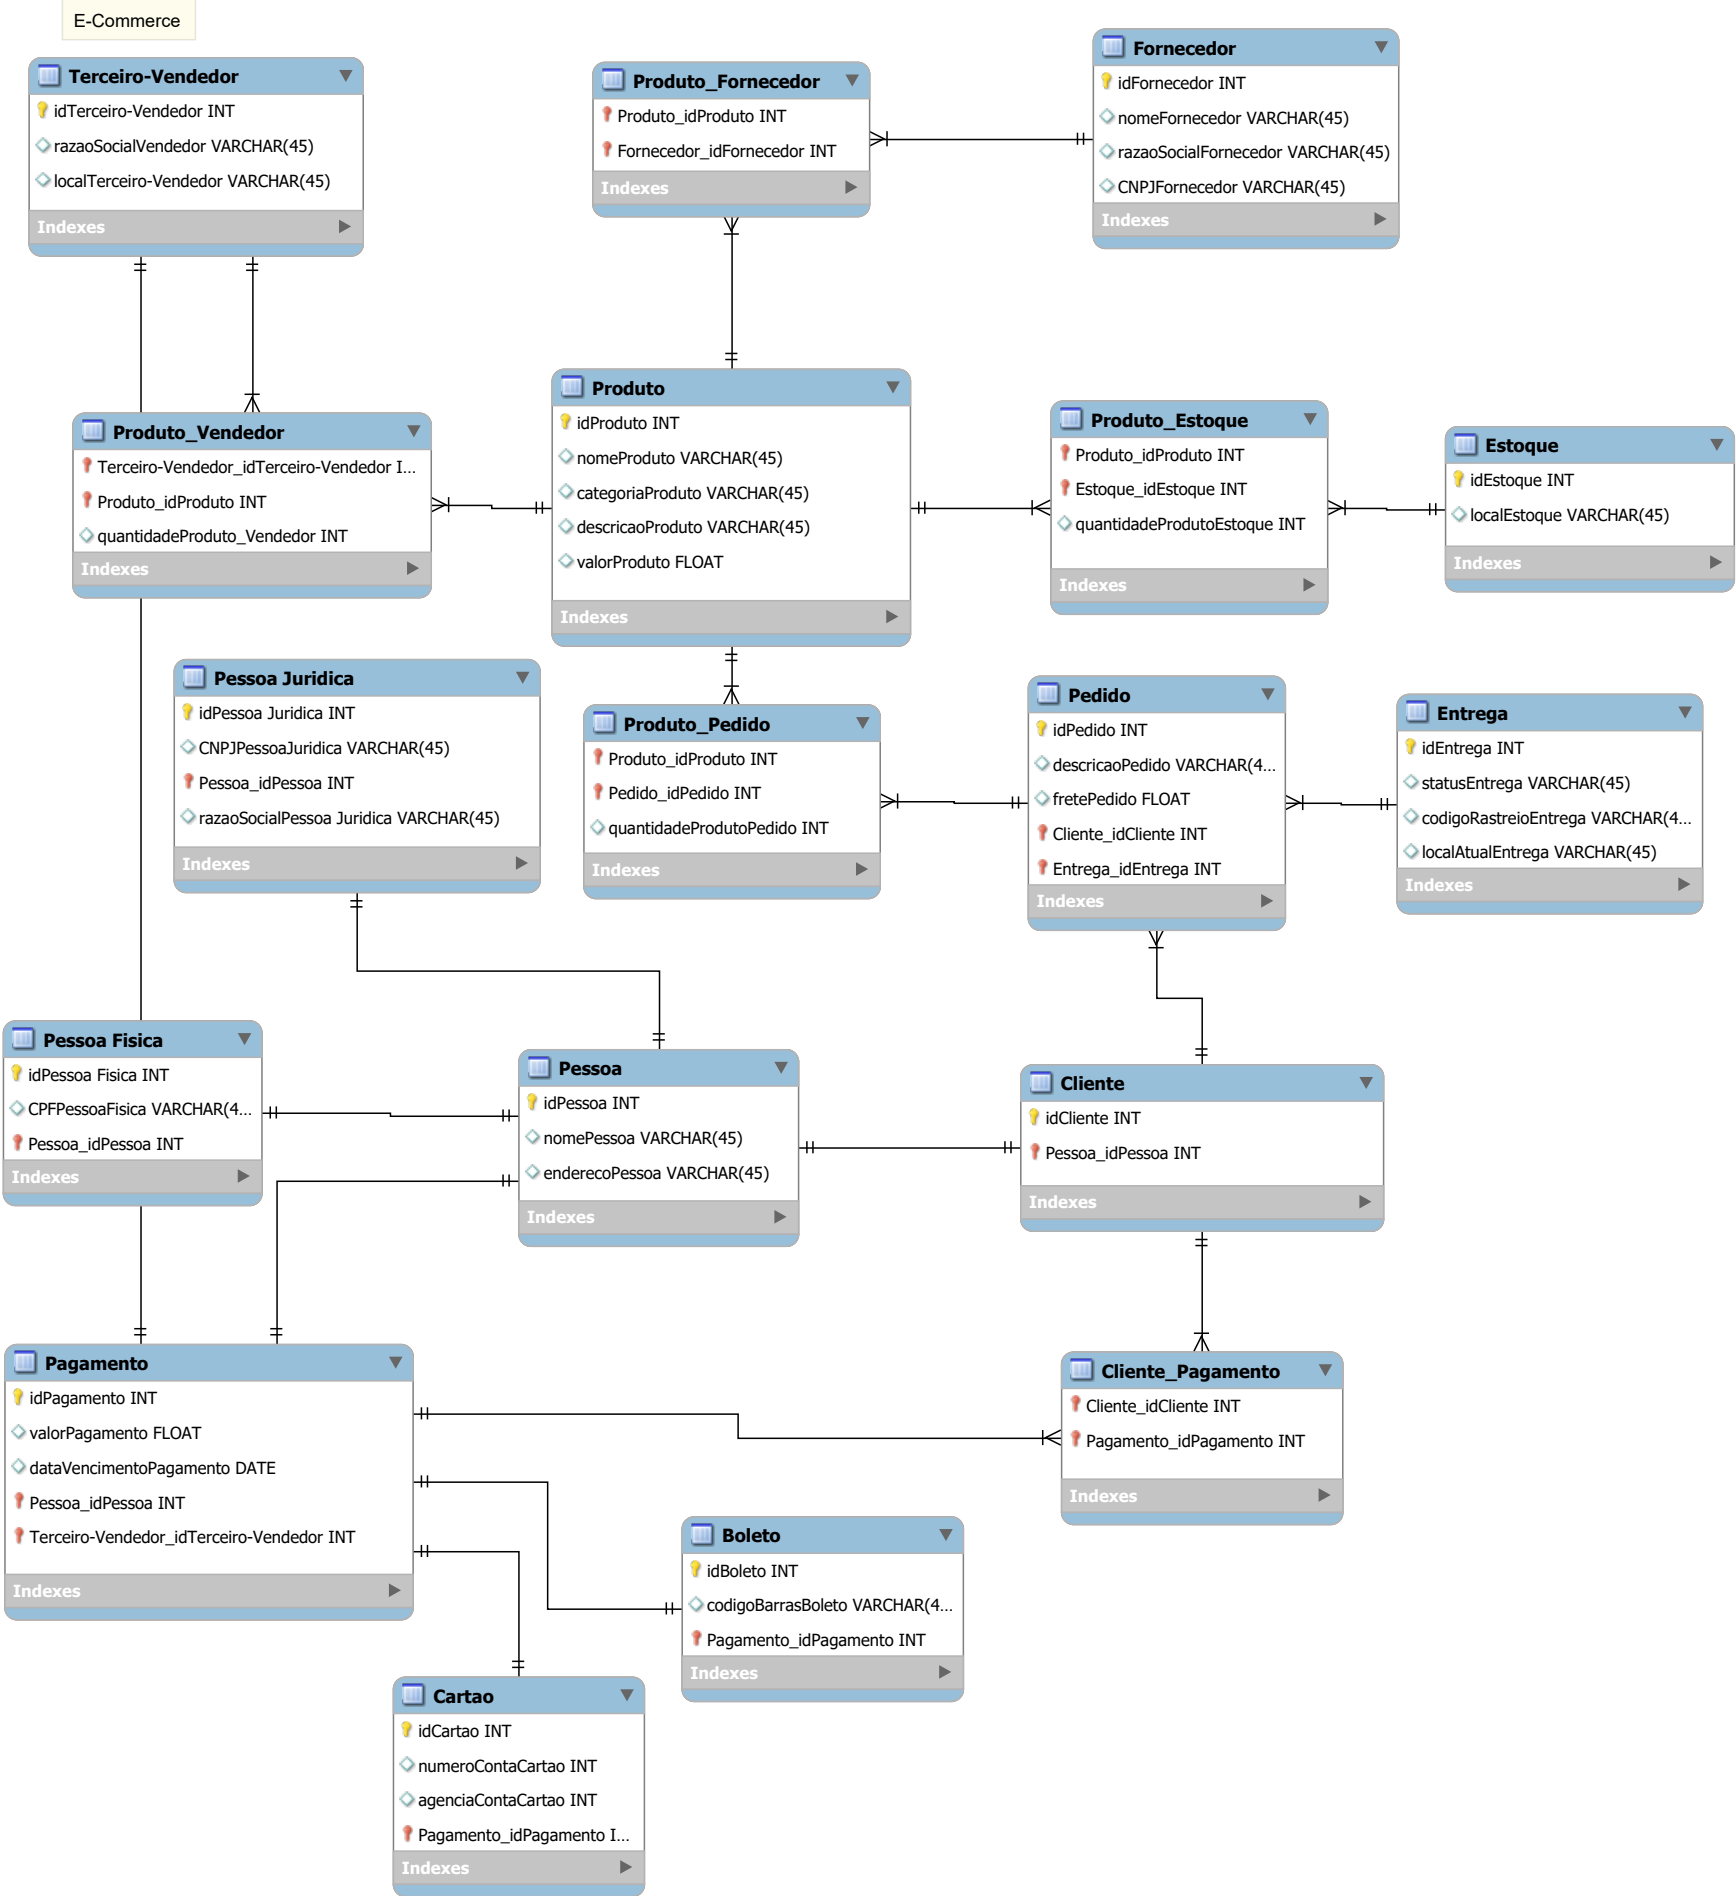 E-Commerce
Terceiro-Vendedor
idTerceiro-Vendedor INT
razaoSocialVendedor VARCHAR(45)
localTerceiro-Vendedor VARCHAR(45)
Indexes
Produto_Fornecedor
Produto_idProduto INT
Fornecedor_idFornecedor INT
Indexes
Fornecedor
idFornecedor INT
nomeFornecedor VARCHAR(45)
razaoSocialFornecedor VARCHAR(45)
CNPJFornecedor VARCHAR(45)
Indexes
Produto_Vendedor
Terceiro-Vendedor_idTerceiro-Vendedor I...
Produto_idProduto INT
quantidadeProduto_Vendedor INT
Indexes
Produto
idProduto INT
nomeProduto VARCHAR(45)
categoriaProduto VARCHAR(45)
descricaoProduto VARCHAR(45)
valorProduto FLOAT
Indexes
Produto_Estoque
Produto_idProduto INT
Estoque_idEstoque INT
quantidadeProdutoEstoque INT
Indexes
Estoque
idEstoque INT
localEstoque VARCHAR(45)
Indexes
Pessoa Juridica
idPessoa Juridica INT
CNPJPessoaJuridica VARCHAR(45)
Pessoa_idPessoa INT
razaoSocialPessoa Juridica VARCHAR(45)
Indexes
Produto_Pedido
Produto_idProduto INT
Pedido_idPedido INT
quantidadeProdutoPedido INT
Indexes
Pedido
idPedido INT
descricaoPedido VARCHAR(4...
fretePedido FLOAT
Cliente_idCliente INT
Entrega_idEntrega INT
Indexes
Entrega
idEntrega INT
statusEntrega VARCHAR(45)
codigoRastreioEntrega VARCHAR(4...
localAtualEntrega VARCHAR(45)
Indexes
Pessoa Fisica
idPessoa Fisica INT
CPFPessoaFisica VARCHAR(4...
Pessoa_idPessoa INT
Indexes
Pessoa
idPessoa INT
nomePessoa VARCHAR(45)
enderecoPessoa VARCHAR(45)
Indexes
Cliente
idCliente INT
Pessoa_idPessoa INT
Indexes
Pagamento
idPagamento INT
valorPagamento FLOAT
dataVencimentoPagamento DATE
Pessoa_idPessoa INT
Terceiro-Vendedor_idTerceiro-Vendedor INT
Indexes
Cliente_Pagamento
Cliente_idCliente INT
Pagamento_idPagamento INT
Indexes
Boleto
idBoleto INT
codigoBarrasBoleto VARCHAR(4...
Pagamento_idPagamento INT
Indexes
Cartao
idCartao INT
numeroContaCartao INT
agenciaContaCartao INT
Pagamento_idPagamento I...
Indexes